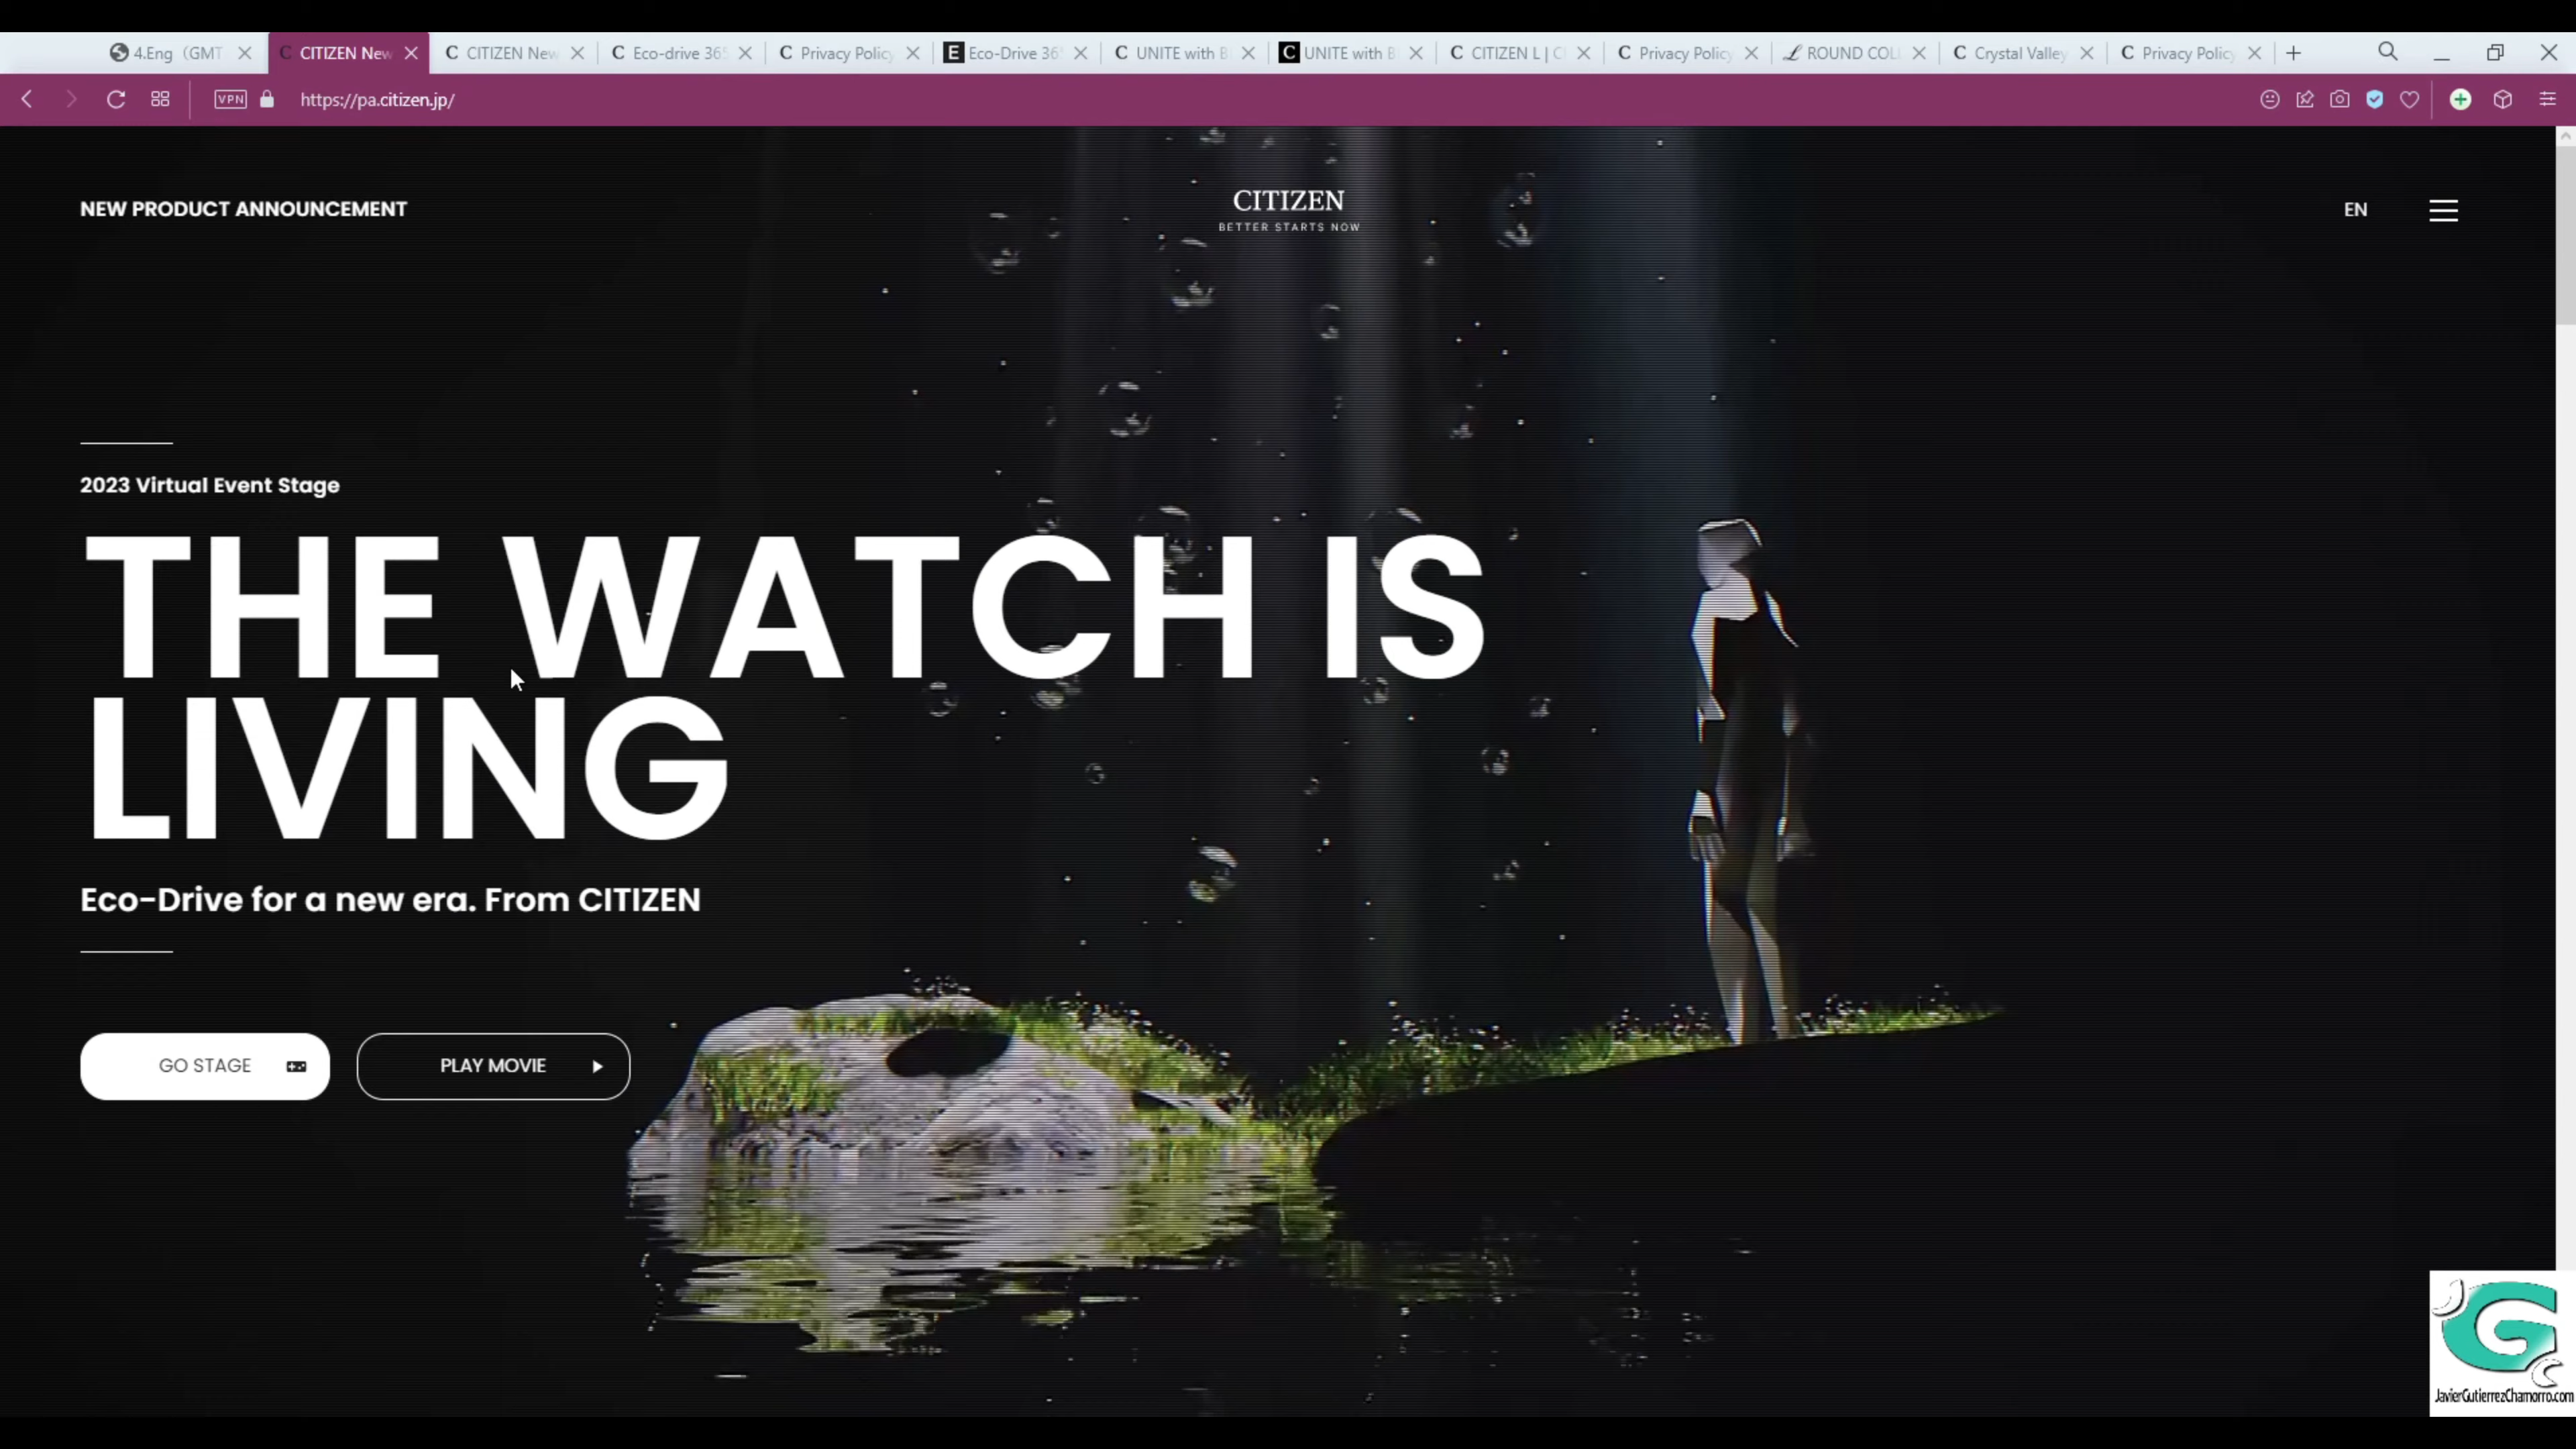 4.Eng（GMT
CITIZEN New
CITIZEN New
Eco-drive 365
Privacy Policy
Eco-Drive 36
UNITE with B
UNITE with B
CITIZEN L | C
Privacy Policy
ROUND COL
Crystal Valley
Privacy Policy
VPN
https://pa.citizen.jp/
NEW PRODUCT ANNOUNCEMENT
CITIZEN
BETTER STARTS NOW
EN
2023 Virtual Event Stage
THE WATCH IS
LIVING
Eco-Drive for a new era. From CITIZEN
GO STAGE
PLAY MOVIE
JavierGutierrezChamorro.com